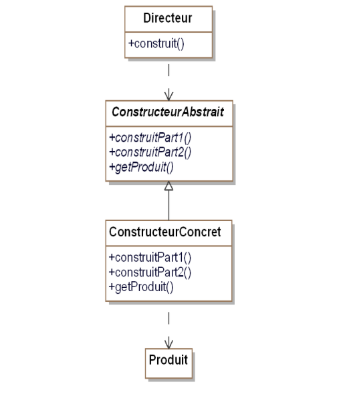 Directeur
+construit()
ConstructeurAbstrait
+construitPart1()
+construitPart2()
+getProduit()
ConstructeurConcret
+construitPart1()
+construitPart2()
+getProduit()
Produit